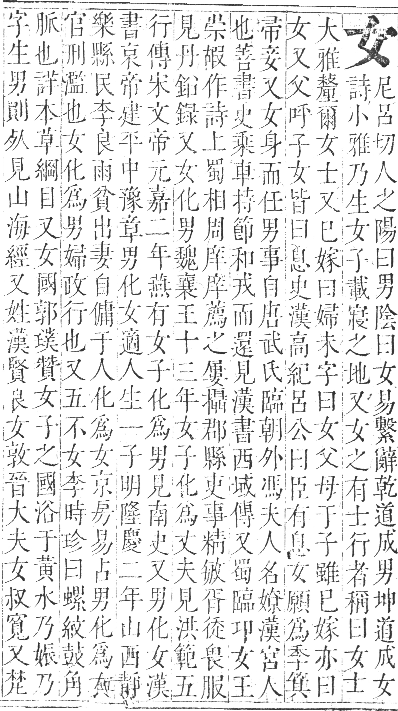 女
尼呂切人之陽曰男陰曰女易繫辭乾道成男坤道成女
詩小雅乃生女子載寢之地又女之有士行者稱曰女士
大雅釐爾女士又已嫁曰婦未字曰女父母于子雖已嫁亦曰
女又父呼子女皆曰息史漢高紀呂公曰臣有息女願為季箕
帚妾又女身而任男事自唐武氏臨朝外馮夫人名嫽漢宮人
也善書史乘車持節和戎而還見漢書西域傳又蜀臨邛女王
崇嘏作詩上蜀相周庠庠薦之屢攝郡縣吏事精敏胥徒畏服
見丹鉛錄又女化男魏襄王十三年女子化為丈夫見洪範五
行傳宋文帝元嘉二年燕有女子化為男見南史又男化女漢
書哀帝建平中豫章男化女適人生一子明隆慶二年山西靜
樂縣民李良雨貧出妻自傭于人化為女京房易占男化為女
官刑濫也女化為男婦政行也又五不女李時珍曰螺紋鼓角
脈也詳本草綱目又女國郭璞贊女子之國浴于黃水乃娠乃
字生男則𣦸見山海經又姓漢賢良女敦晉大夫女叔寬又楚